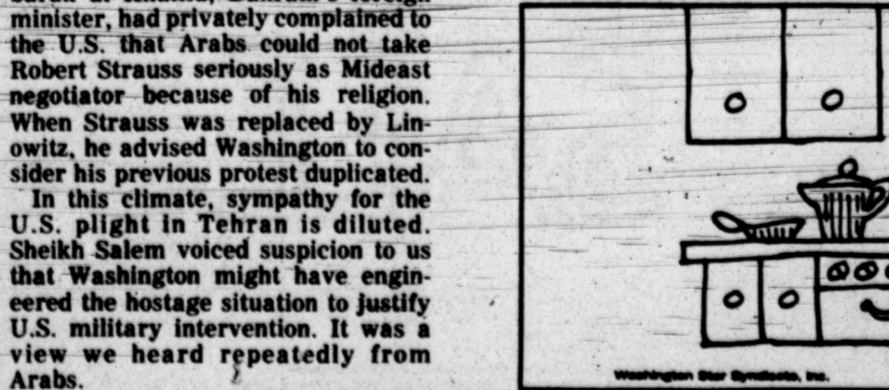 minister, had privately complained to
the U.S. that Arabs could not take
Robert Strauss seriously as Mideast
negotiator because of his religion.
When Strauss was replaced by Lin-
owitz, he advised Washington to con-
sider his previous protest duplicated.
In this climate, sympathy for the
U.S. plight in Tehran is diluted.
Sheikh Salem voiced suspicion to us
that Washington might have engin-
eered the hostage situation to justify
U.S. military intervention. It was a
view we heard repeatedly from
Arabs.
Washington Star Syndicate, Inc.